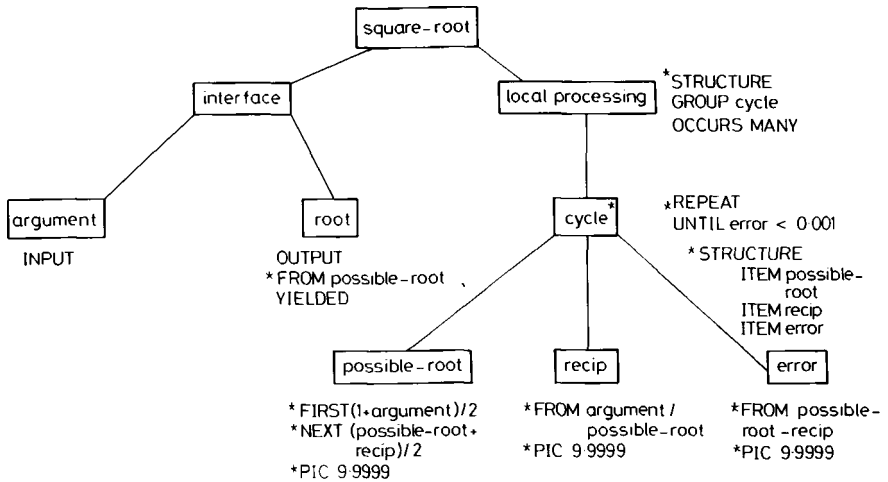 square-root
interface
local processing
*STRUCTURE
GROUP cycle
OCCURS MANY
argument
root
cycle*
*REPEAT
UNTIL error < 0·001
INPUT
OUTPUT
*FROM possible-root
YIELDED
*STRUCTURE
ITEM possible-
root
ITEM recip
ITEM error
possible-root
recip
error
*FIRST(1+argument)/2
*NEXT (possible-root+
recip)/2
*PIC 9·9999
*FROM argument/
possible-root
*PIC 9·9999
*FROM possible-
root-recip
*PIC 9·9999